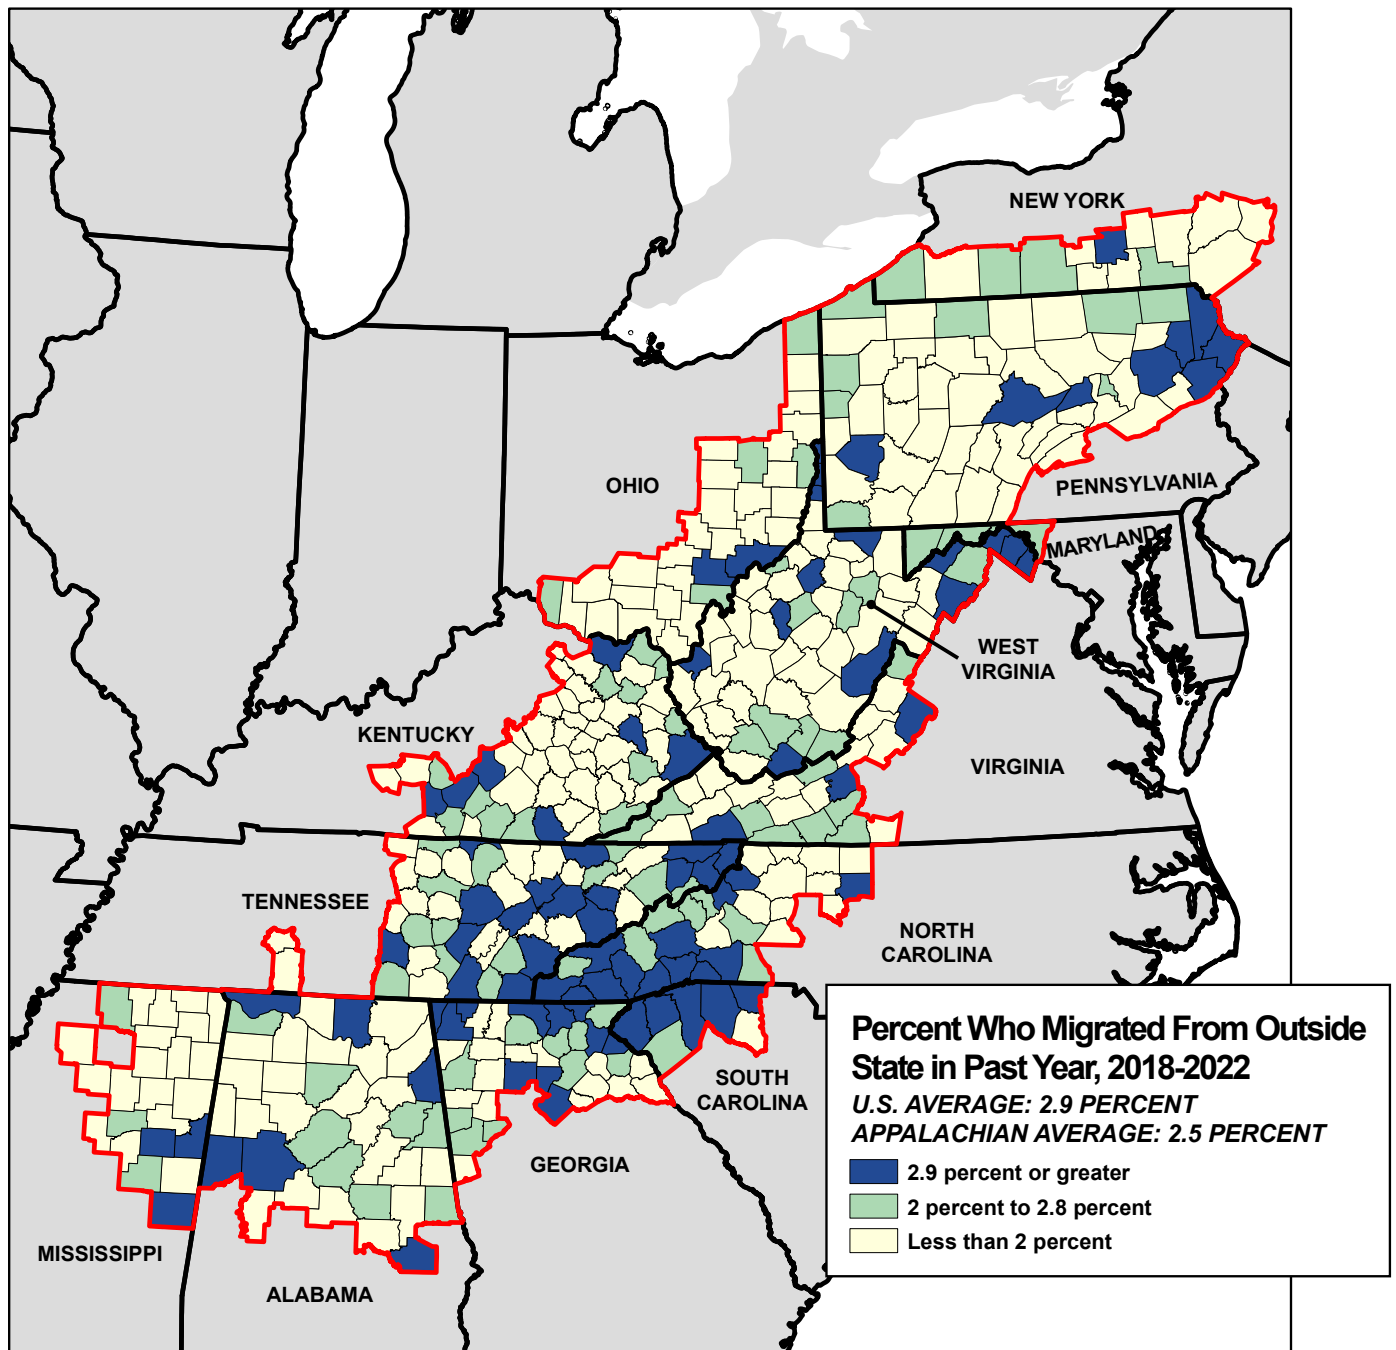 NEW YORK
OHIO
PENNSYLVANIA
MARYLAND
WEST
VIRGINIA
KENTUCKY
VIRGINIA
TENNESSEE
NORTH
CAROLINA
Percent Who Migrated From Outside
State in Past Year, 2018-2022
U.S. AVERAGE: 2.9 PERCENT
APPALACHIAN AVERAGE: 2.5 PERCENT
2.9 percent or greater
2 percent to 2.8 percent
Less than 2 percent
SOUTH
CAROLINA
GEORGIA
MISSISSIPPI
ALABAMA